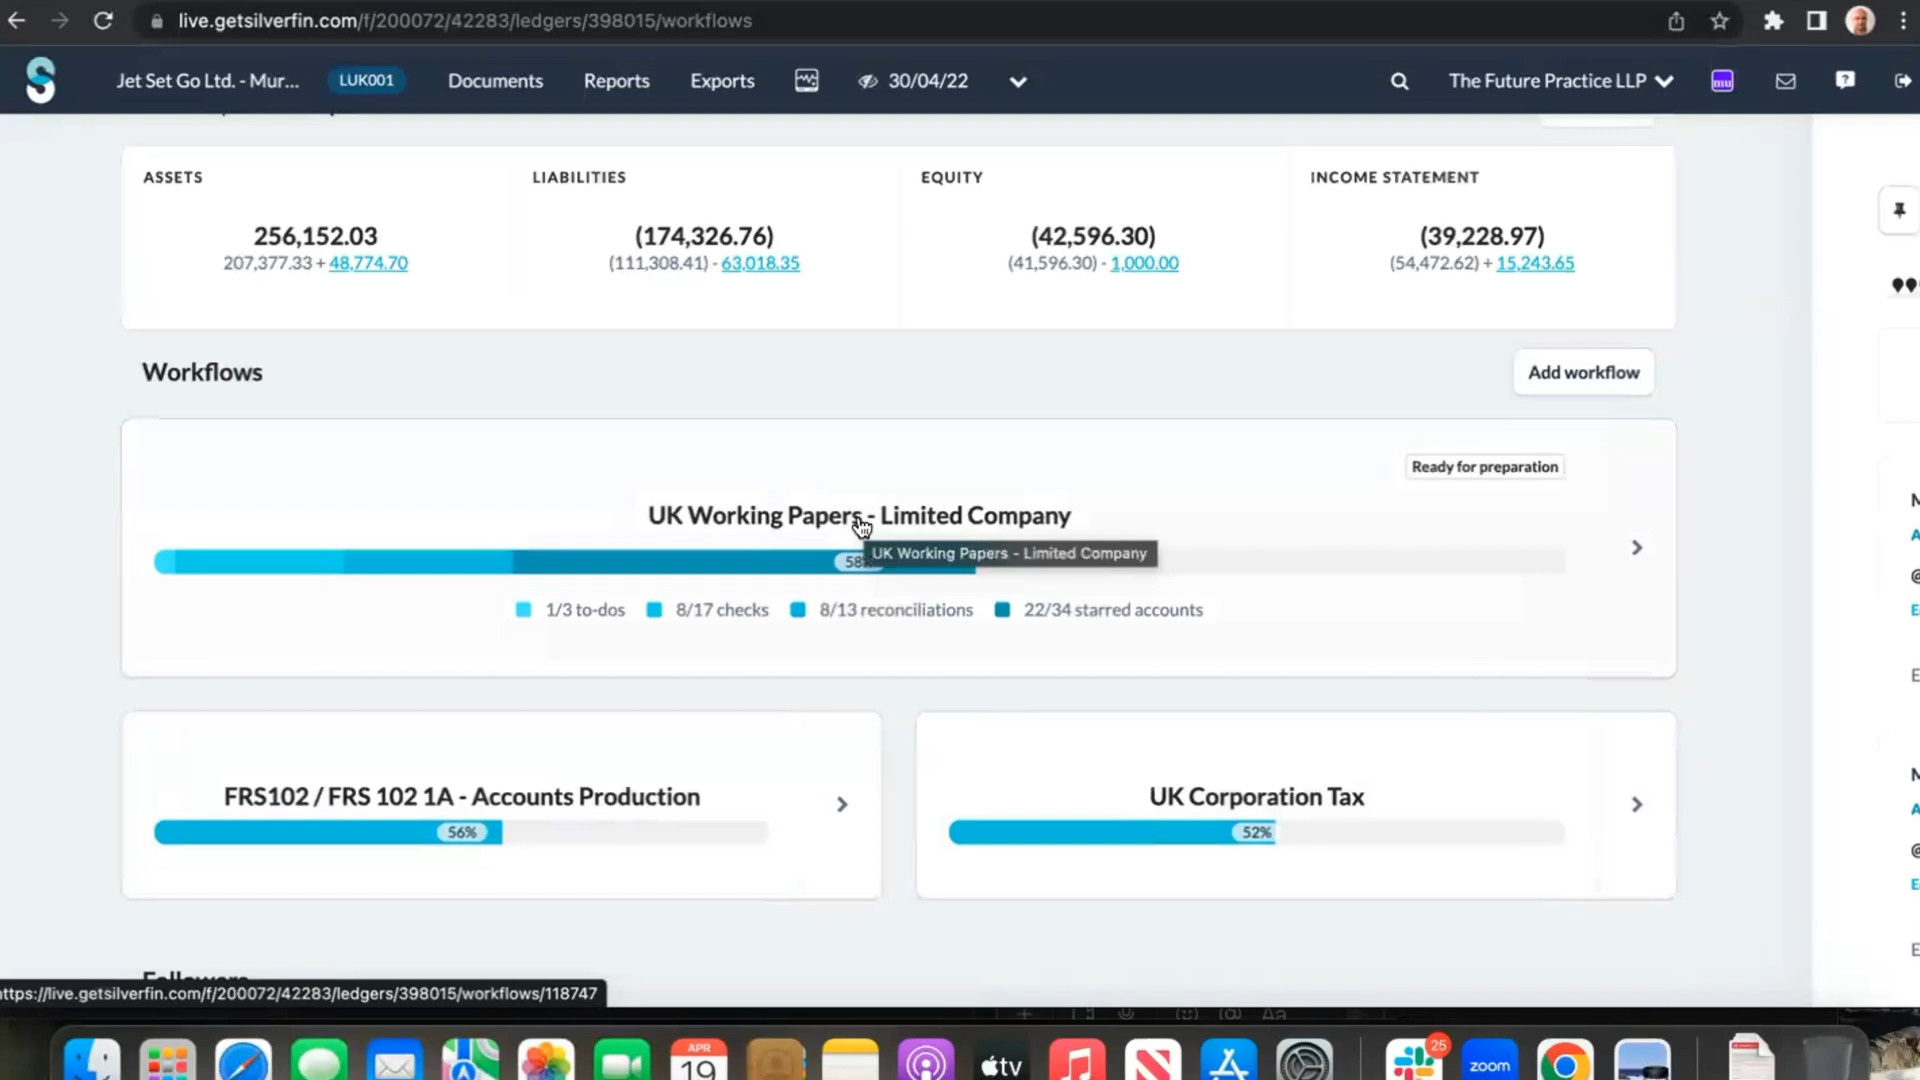 live.getsilverfin.com/f/200072/42283/ledgers/398015/workflows
Jet Set Go Ltd. - Mur... LUK001 Documents Reports Exports 30/04/22 The Future Practice LLP mu
ASSETS LIABILITIES EQUITY INCOME STATEMENT
256,152.03 (174,326.76) (42,596.30) (39,228.97)
207,377.33 + 48,774.70 (111,308.41) - 63,018.35 (41,596.30) - 1,000.00 (54,472.62) + 15,243.65
Workflows Add workflow
Ready for preparation
UK Working Papers - Limited Company
58
UK Working Papers - Limited Company
1/3 to-dos 8/17 checks 8/13 reconciliations 22/34 starred accounts
FRS102 / FRS 102 1A - Accounts Production UK Corporation Tax
56% 52%
Followers
https://live.getsilverfin.com/f/200072/42283/ledgers/398015/workflows/118747
APR
19
tv
25
zoom